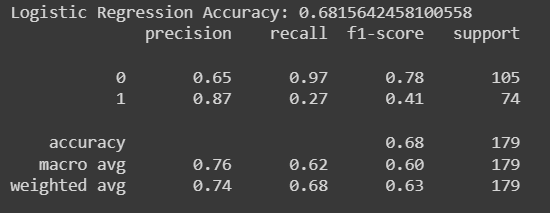 Logistic Regression Accuracy: 0.6815642458100558
precision recall f1-score support
0 0.65 0.97 0.78 105
1 0.87 0.27 0.41 74
accuracy 0.68 179
macro avg 0.76 0.62 0.60 179
weighted avg 0.74 0.68 0.63 179